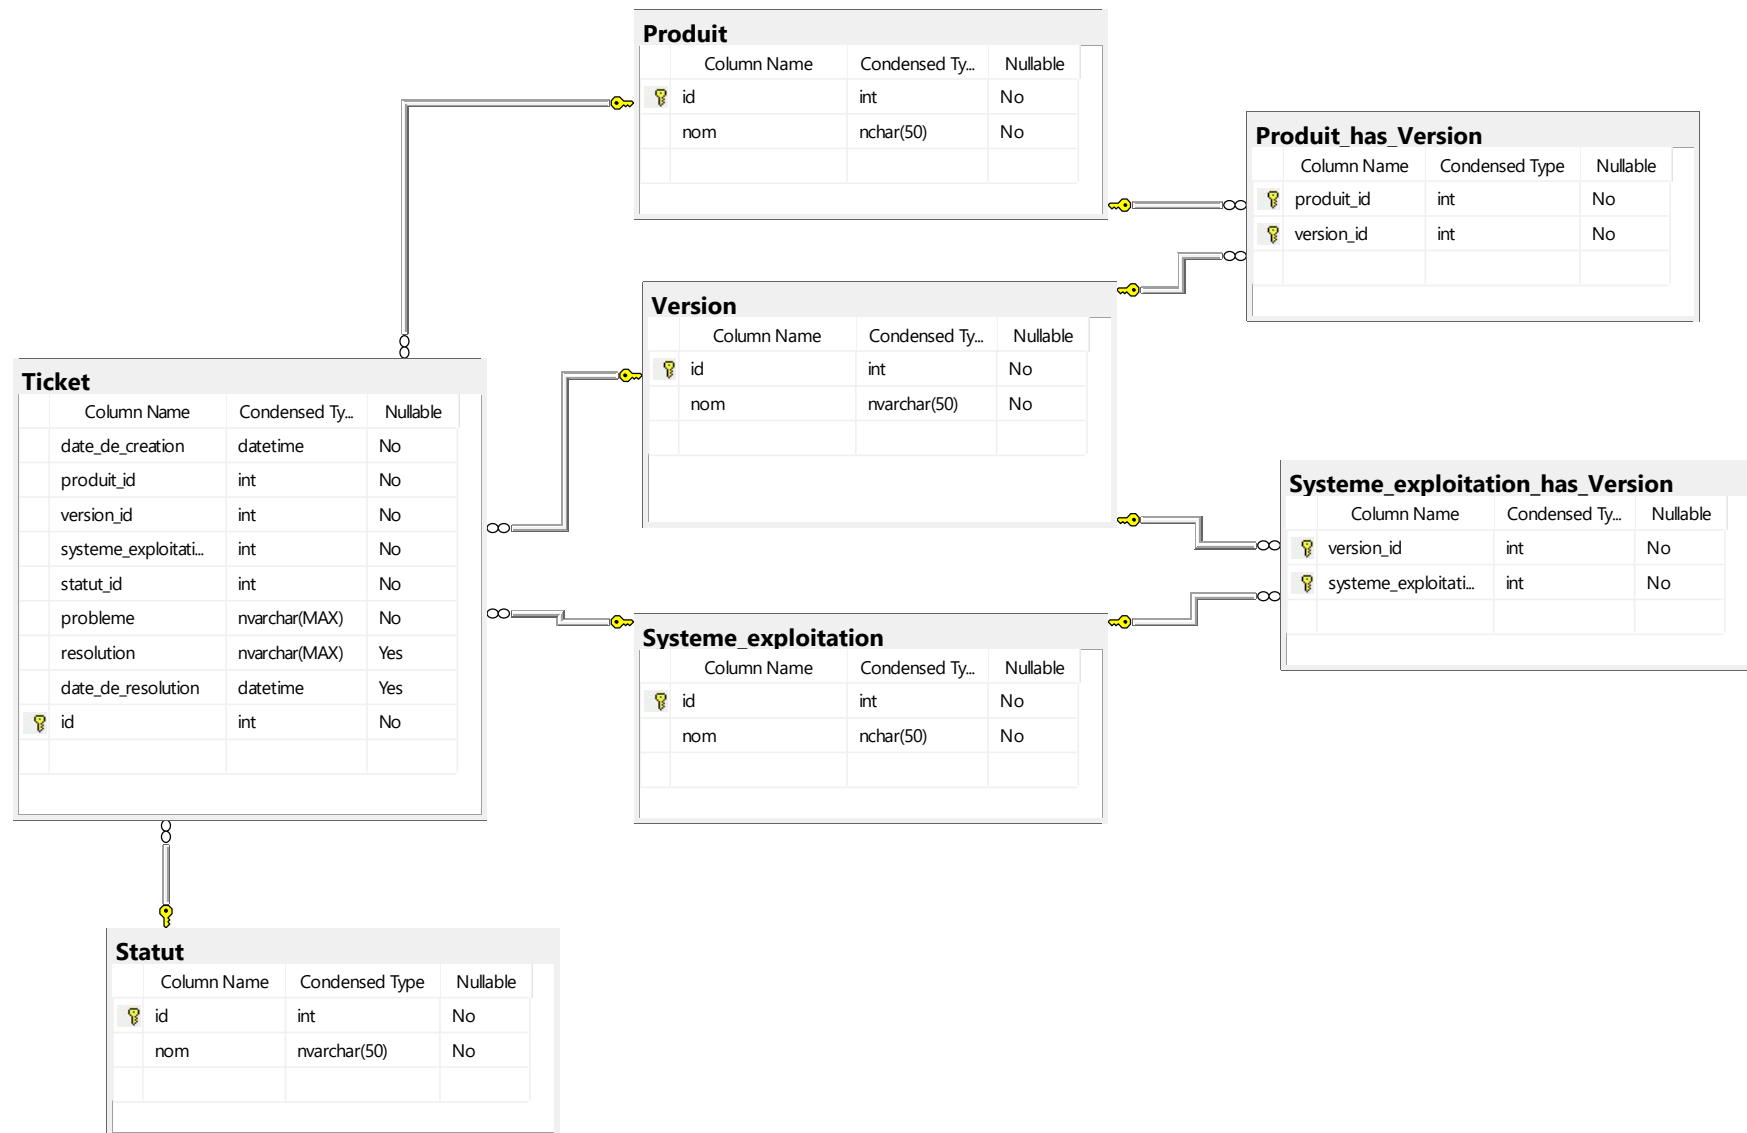 Produit
Column Name Condensed Ty... Nullable
id int No
nom nchar(50) No
Produit_has_Version
Column Name Condensed Type Nullable
produit_id int No
version_id int No
Version
Column Name Condensed Ty... Nullable
id int No
nom nvarchar(50) No
Ticket
Column Name Condensed Ty... Nullable
date_de_creation datetime No
produit_id int No
version_id int No
systeme_exploitati... int No
statut_id int No
probleme nvarchar(MAX) No
resolution nvarchar(MAX) Yes
date_de_resolution datetime Yes
id int No
Systeme_exploitation_has_Version
Column Name Condensed Ty... Nullable
version_id int No
systeme_exploitati... int No
Systeme_exploitation
Column Name Condensed Ty... Nullable
id int No
nom nchar(50) No
Statut
Column Name Condensed Type Nullable
id int No
nom nvarchar(50) No